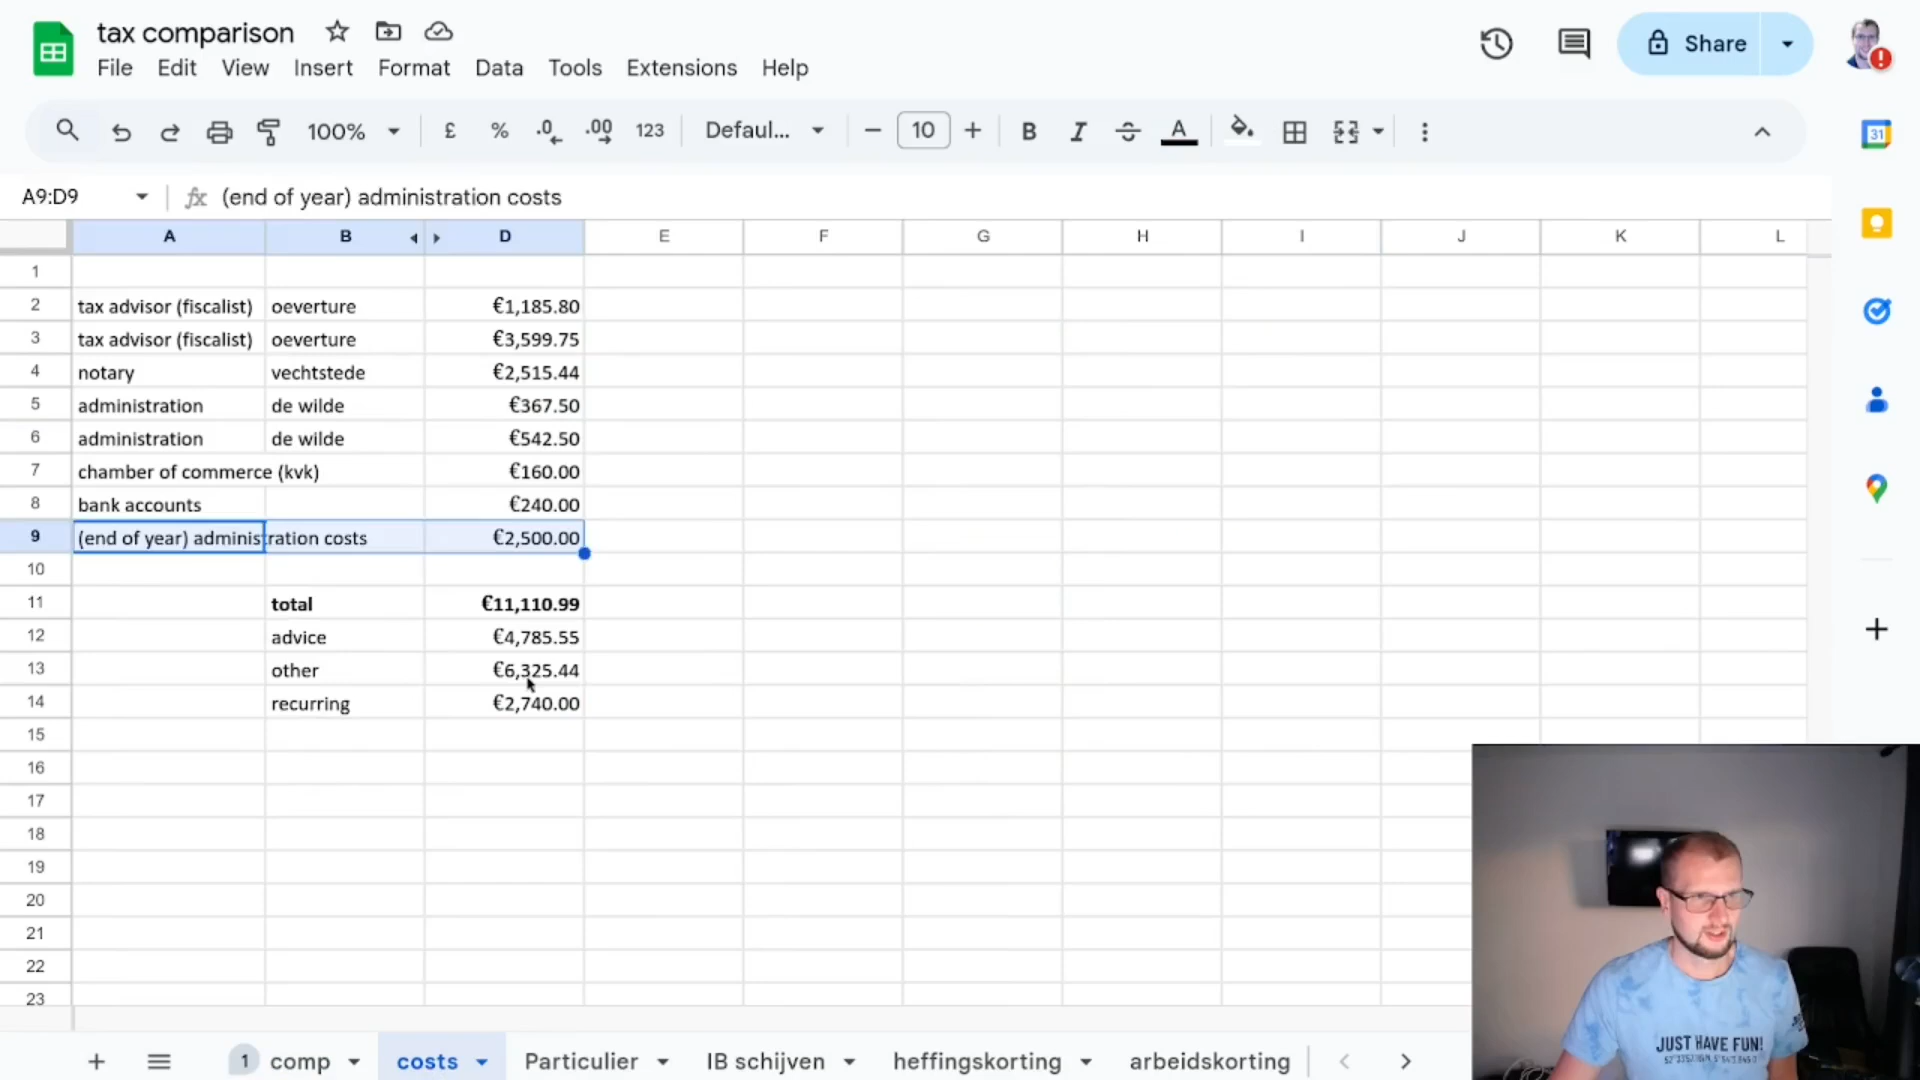 tax comparison
File Edit View Insert Format Data Tools Extensions Help
Share
100% £ % .0 .00 123 Defaul... 10 B I A
31
A9:D9 fx (end of year) administration costs
A B D E F G H I J K L
1
2 tax advisor (fiscalist) oeverture €1,185.80
3 tax advisor (fiscalist) oeverture €3,599.75
4 notary vechtstede €2,515.44
5 administration de wilde €367.50
6 administration de wilde €542.50
7 chamber of commerce (kvk) €160.00
8 bank accounts €240.00
9 (end of year) administration costs €2,500.00
10
11 total €11,110.99
12 advice €4,785.55
13 other €6,325.44
14 recurring €2,740.00
15
16
17
18
19
20
21
22
23
JUST HAVE FUN!
1 comp costs Particulier IB schijven heffingskorting arbeidskorting